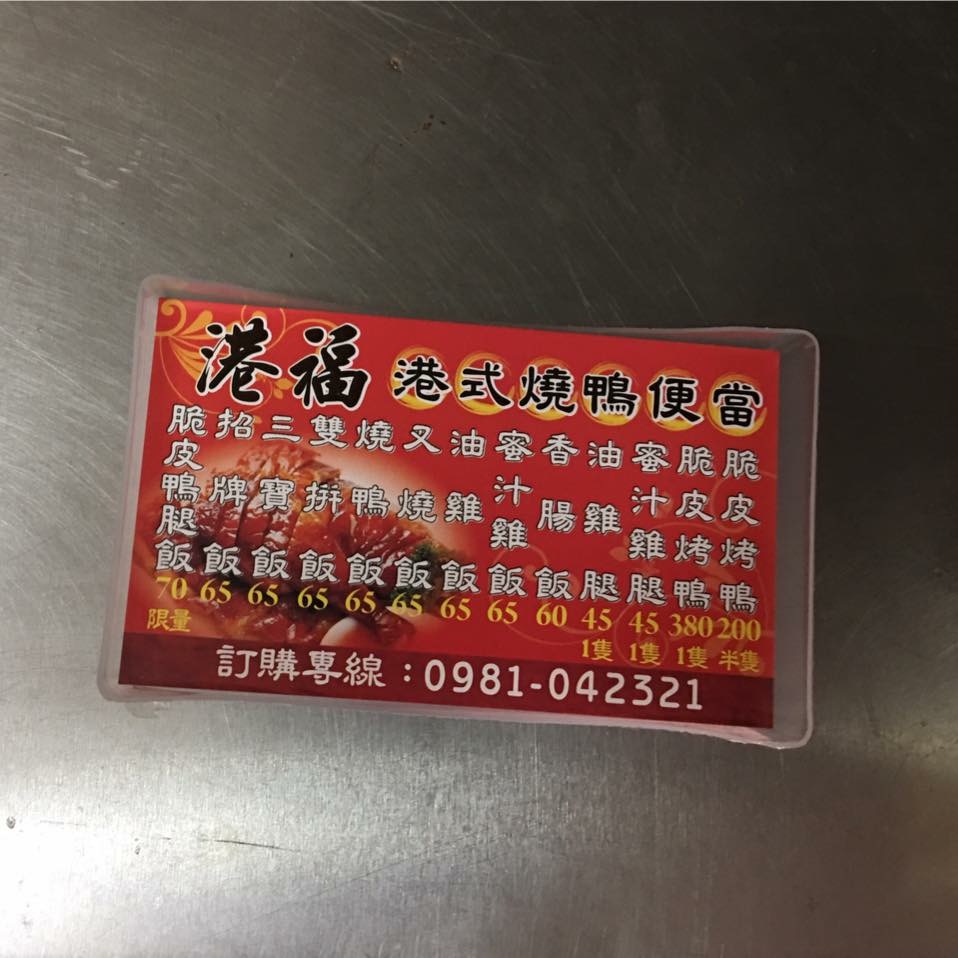 港福 港式燒鴨便當
脆皮鴨腿飯 70 限量
招牌飯 65
三寶飯 65
雙拼飯 65
燒鴨飯 65
叉燒飯 65
油雞飯 65
蜜汁雞飯 65
香腸飯 60
油雞腿 45 1隻
蜜汁雞腿 45 1隻
脆皮烤鴨 380 1隻
脆皮烤鴨 200 半隻
訂購專線：0981-042321